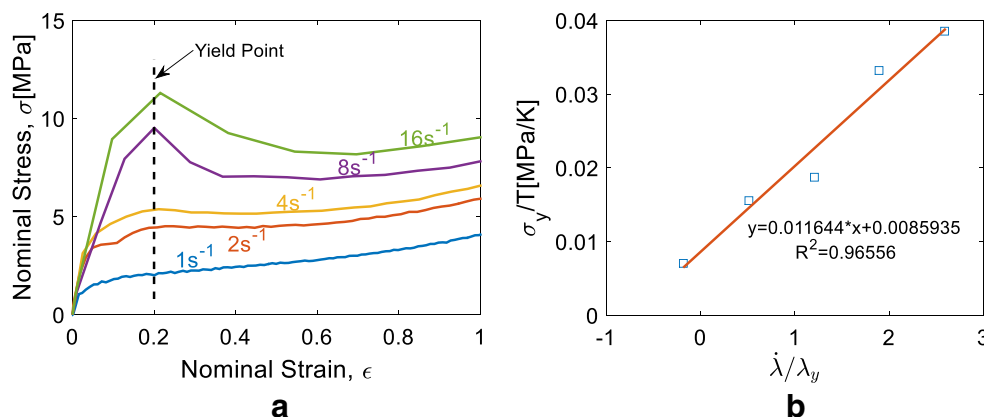 15
10
5
0
Nominal Stress, σ[MPa]
Yield Point
16s⁻¹
8s⁻¹
4s⁻¹
2s⁻¹
1s⁻¹
0 0.2 0.4 0.6 0.8 1
Nominal Strain, ϵ
a
0.04
0.03
0.02
0.01
0
σ_y/T[MPa/K]
y=0.011644*x+0.0085935
R²=0.96556
-1 0 1 2 3
λ̇/λ_y
b